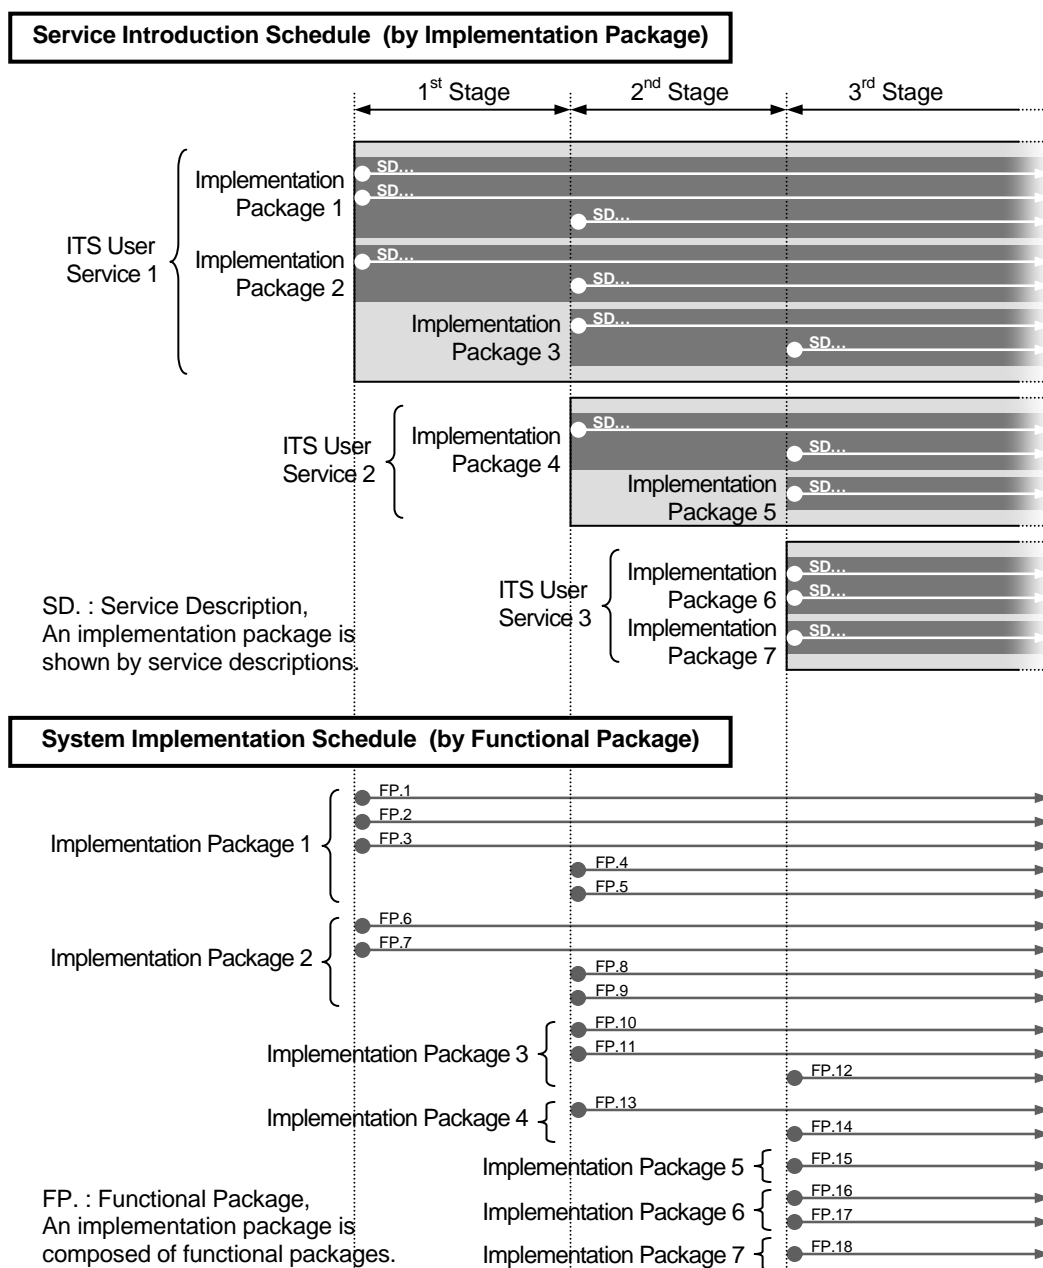 Service Introduction Schedule (by Implementation Package)
1st Stage
2nd Stage
3rd Stage
ITS User
Service 1
Implementation
Package 1
SD...
SD...
SD...
Implementation
Package 2
SD...
SD...
Implementation
Package 3
SD...
SD...
ITS User
Service 2
Implementation
Package 4
SD...
SD...
Implementation
Package 5
SD...
ITS User
Service 3
Implementation
Package 6
SD...
SD...
Implementation
Package 7
SD...
SD. : Service Description,
An implementation package is
shown by service descriptions.
System Implementation Schedule (by Functional Package)
Implementation Package 1
FP.1
FP.2
FP.3
FP.4
FP.5
Implementation Package 2
FP.6
FP.7
FP.8
FP.9
Implementation Package 3
FP.10
FP.11
FP.12
Implementation Package 4
FP.13
FP.14
Implementation Package 5
FP.15
Implementation Package 6
FP.16
FP.17
Implementation Package 7
FP.18
FP. : Functional Package,
An implementation package is
composed of functional packages.